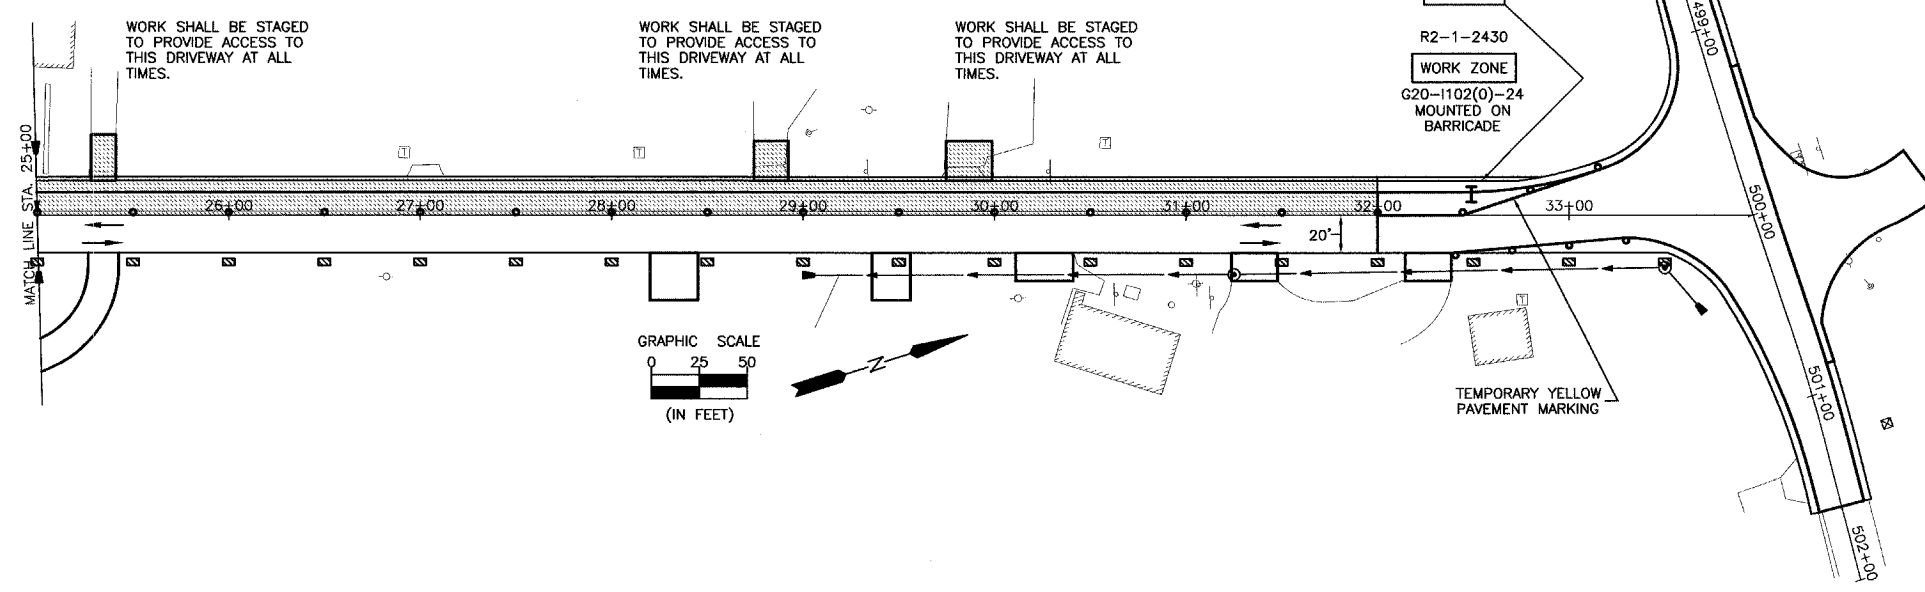 WORK SHALL BE STAGED
TO PROVIDE ACCESS TO
THIS DRIVEWAY AT ALL
TIMES.
WORK SHALL BE STAGED
TO PROVIDE ACCESS TO
THIS DRIVEWAY AT ALL
TIMES.
WORK SHALL BE STAGED
TO PROVIDE ACCESS TO
THIS DRIVEWAY AT ALL
TIMES.
R2-1-2430
WORK ZONE
G20-I102(O)-24
MOUNTED ON
BARRICADE
499+00
T
T
T
MATCH LINE STA. 25+00
26+00
27+00
28+00
29+00
30+00
31+00
32+00
33+00
500+00
20'
T
GRAPHIC SCALE
0 25 50
(IN FEET)
N
TEMPORARY YELLOW
PAVEMENT MARKING
501+00
502+00